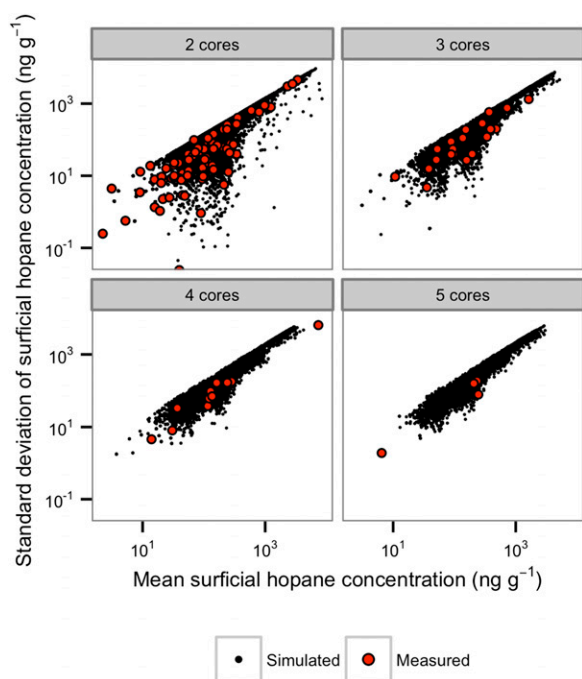 2 cores
3 cores
10³
10¹
10⁻¹
4 cores
5 cores
10³
10¹
10⁻¹
10¹
10³
10¹
10³
Standard deviation of surficial hopane concentration (ng g⁻¹)
Mean surficial hopane concentration (ng g⁻¹)
Simulated
Measured